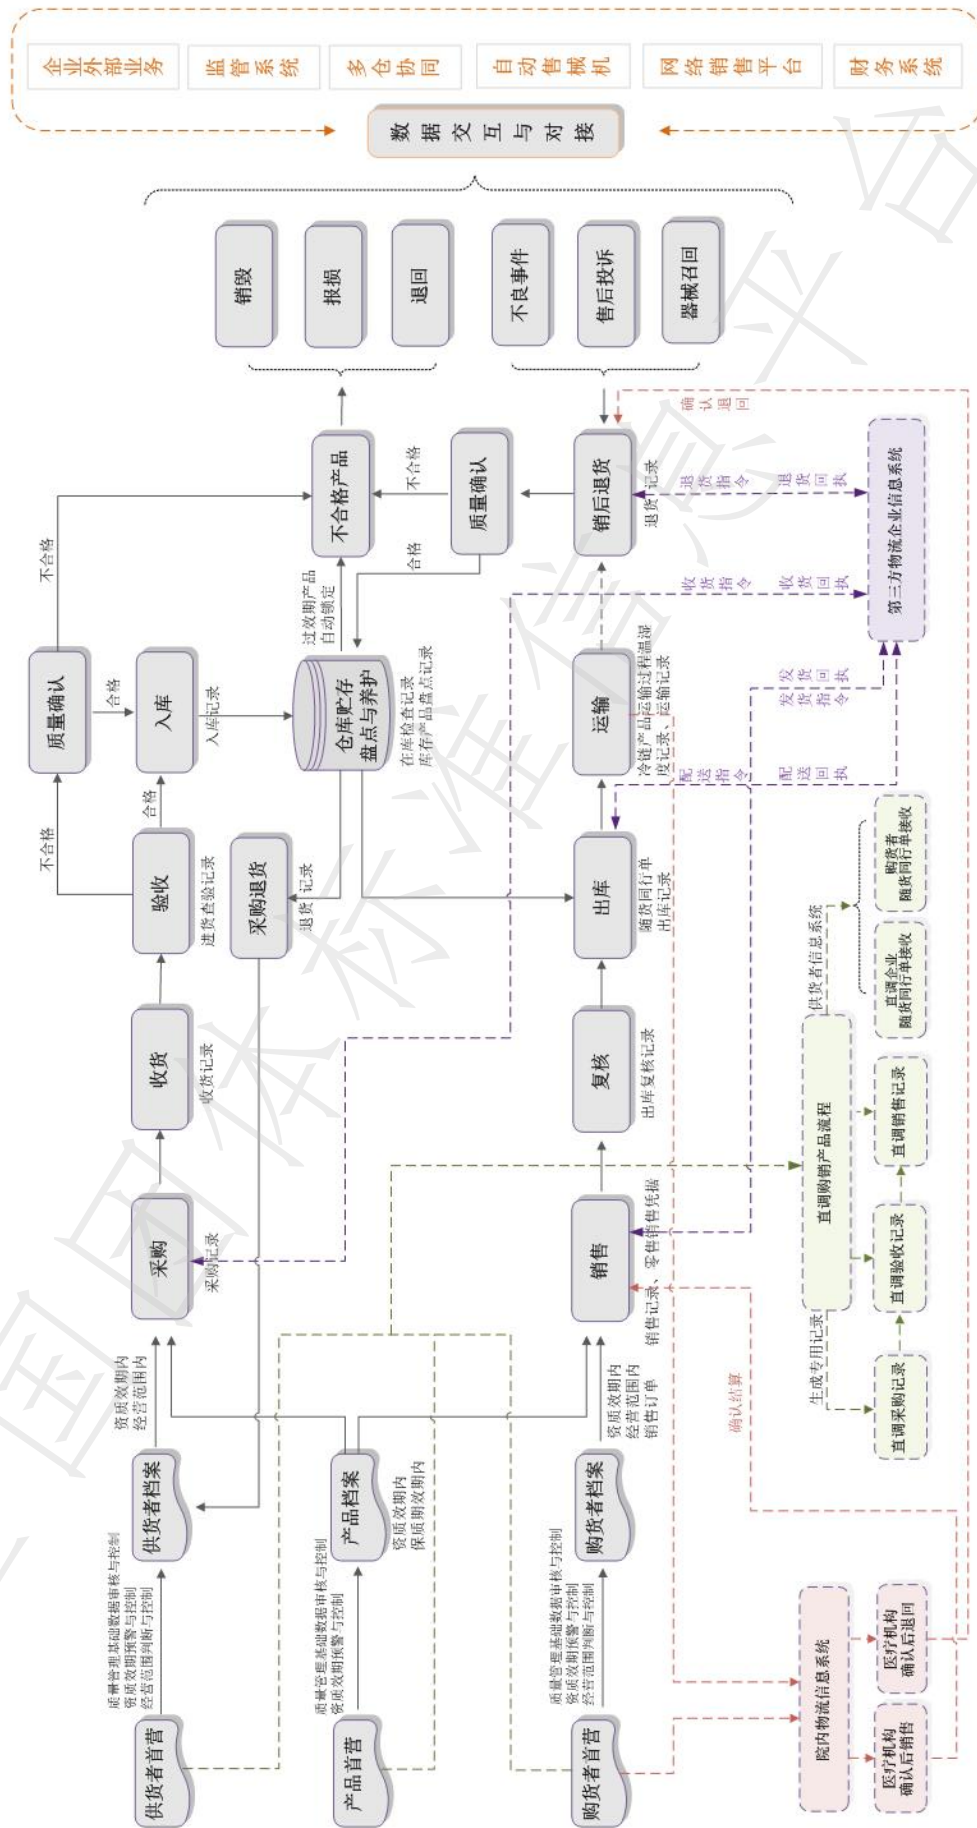 企业外部业务
监管系统
多仓协同
自动售械机
网络销售平台
财务系统
数据交互与对接
销毁
报损
退回
不良事件
售后投诉
器械召回
不合格
质量确认
合格
不合格
验收
进货查验记录
合格
入库
入库记录
收货
收货记录
采购
采购记录
资质效期内
经营范围内
供货者档案
质量管理基础数据审核与控制
资质效期预警与控制
经营范围判断与控制
供货者首营
采购退货
退货记录
仓库贮存
盘点与养护
在库检查记录
库存产品盘点记录
过效期产品
自动锁定
不合格产品
不合格
质量确认
合格
产品档案
资质效期内
保质期效期内
质量管理基础数据审核与控制
资质效期预警与控制
产品首营
购货者首营
质量管理基础数据审核与控制
资质效期预警与控制
经营范围判断与控制
购货者档案
资质效期内
经营范围内
销售订单
销售
销售记录、零售销售凭据
复核
出库复核记录
出库
随货同行单
出库记录
运输
冷链产品运输过程温湿
度记录、运输记录
销后退货
退货记录
确认退回
退货指令
退货回执
收货指令
收货回执
发货回执
发货指令
配送指令
配送回执
第三方物流企业信息系统
确认结算
院内物流信息系统
医疗机构
确认后销售
医疗机构
确认后退回
直调购销产品流程
生成专用记录
供货者信息系统
直调采购记录
直调验收记录
直调销售记录
直调企业
随货同行单接收
购货者
随货同行单接收
国团体标准信息平台